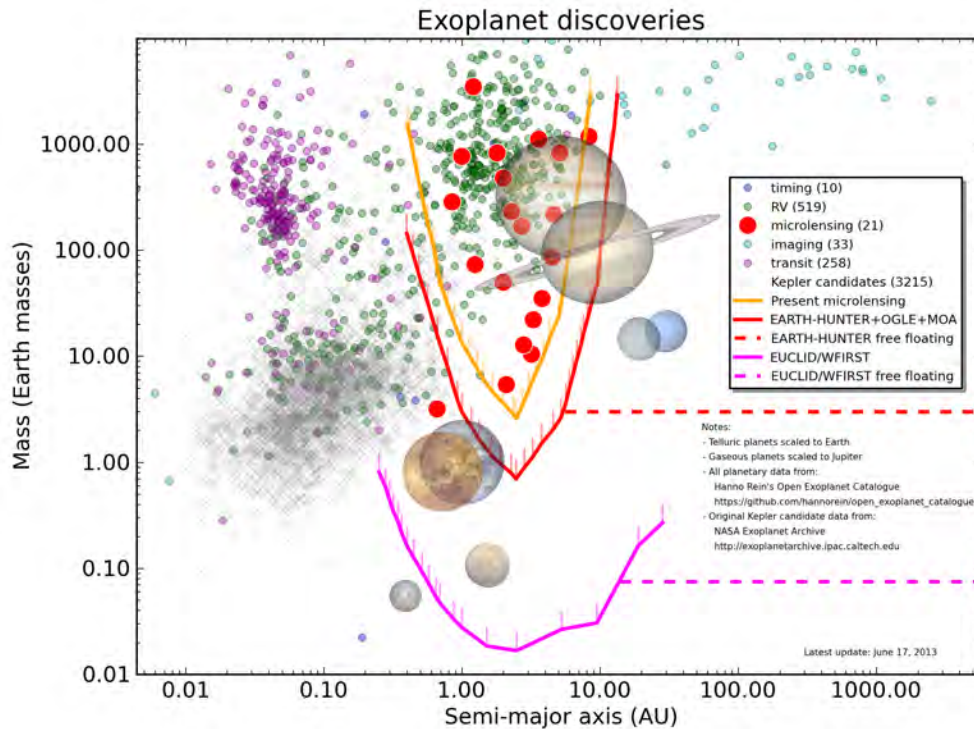 Exoplanet discoveries
Mass (Earth masses)
1000.00
100.00
10.00
1.00
0.10
0.01
timing (10)
RV (519)
microlensing (21)
imaging (33)
transit (258)
Kepler candidates (3215)
Present microlensing
EARTH-HUNTER+OGLE+MOA
EARTH-HUNTER free floating
EUCLID/WFIRST
EUCLID/WFIRST free floating
Notes:
- Telluric planets scaled to Earth
- Gaseous planets scaled to Jupiter
- All planetary data from:
Hanno Rein's Open Exoplanet Catalogue
https://github.com/hannorein/open_exoplanet_catalogue
- Original Kepler candidate data from:
NASA Exoplanet Archive
http://exoplanetarchive.ipac.caltech.edu
Latest update: June 17, 2013
0.01 0.10 1.00 10.00 100.00 1000.00
Semi-major axis (AU)